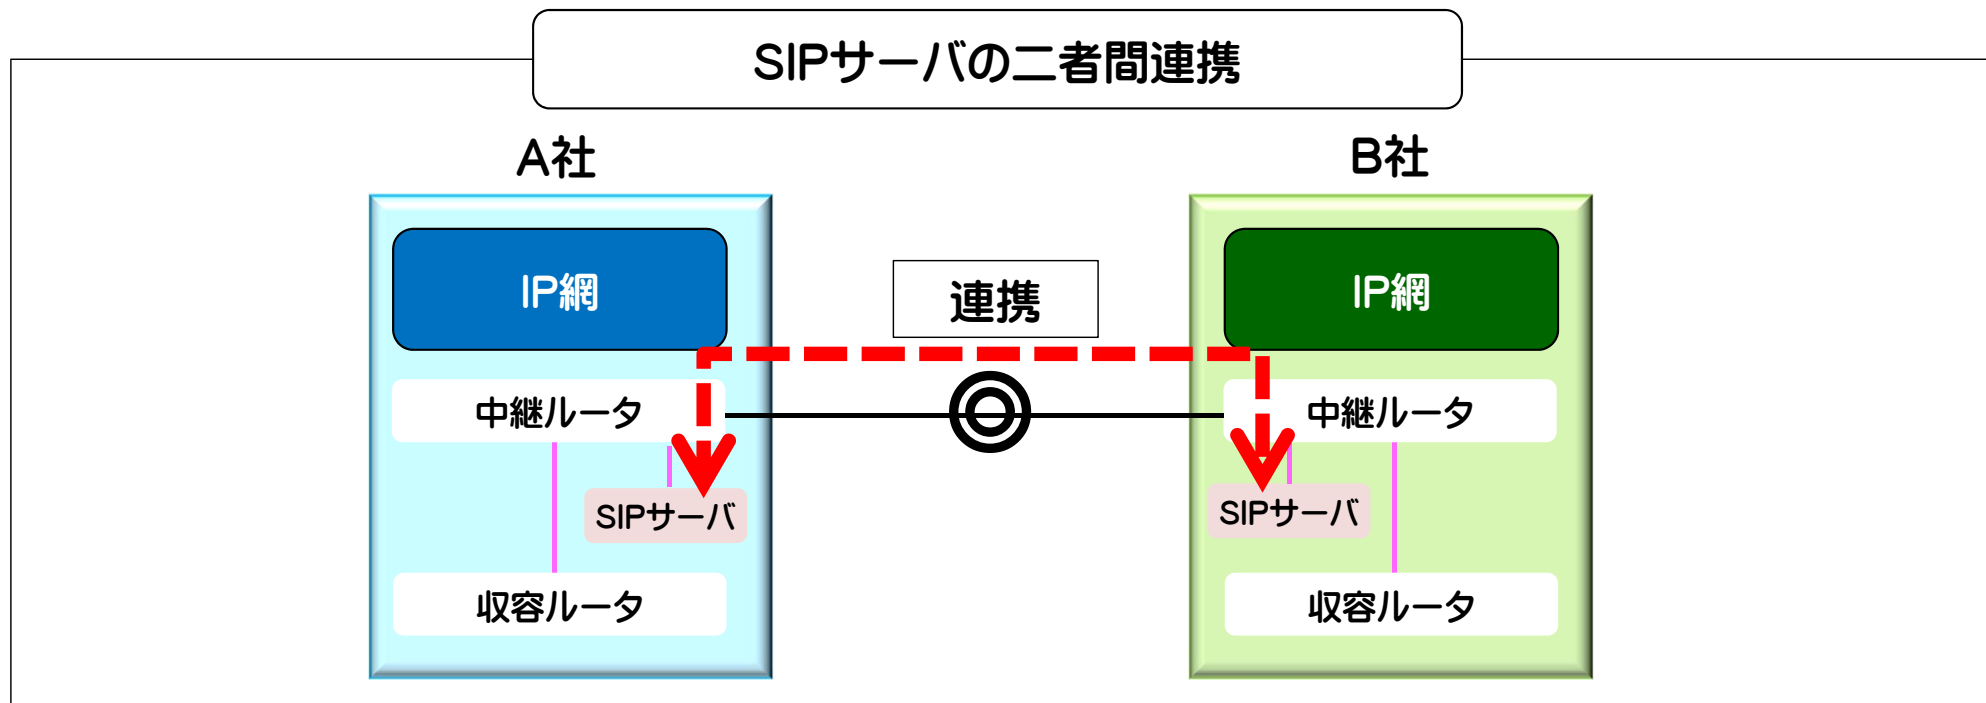 SIPサーバの二者間連携
A社
B社
IP網
連携
IP網
中継ルータ
中継ルータ
SIPサーバ
SIPサーバ
収容ルータ
収容ルータ